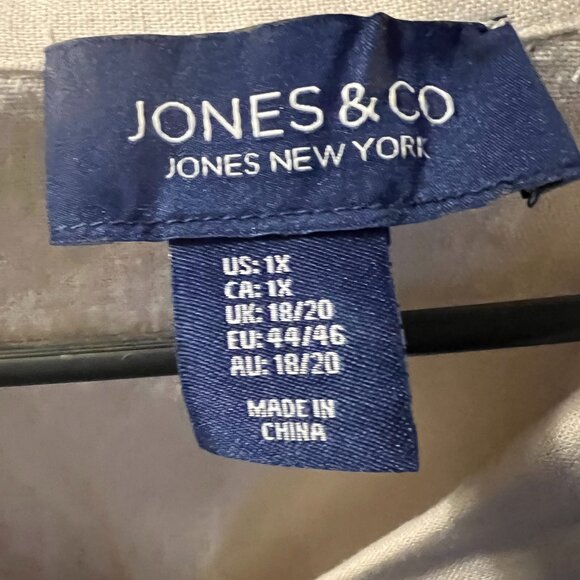 JONES & CO
JONES NEW YORK
US: 1X
CA: 1X
UK: 18/20
EU: 44/46
AU: 18/20
MADE IN
CHINA